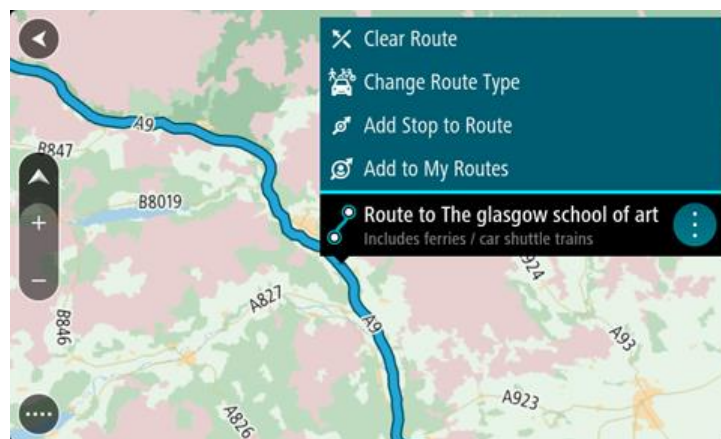 Clear Route
Change Route Type
Add Stop to Route
Add to My Routes
Route to The glasgow school of art
Includes ferries / car shuttle trains
A9
B847
B8019
A827
A9
B846
A826
A924
A93
A923